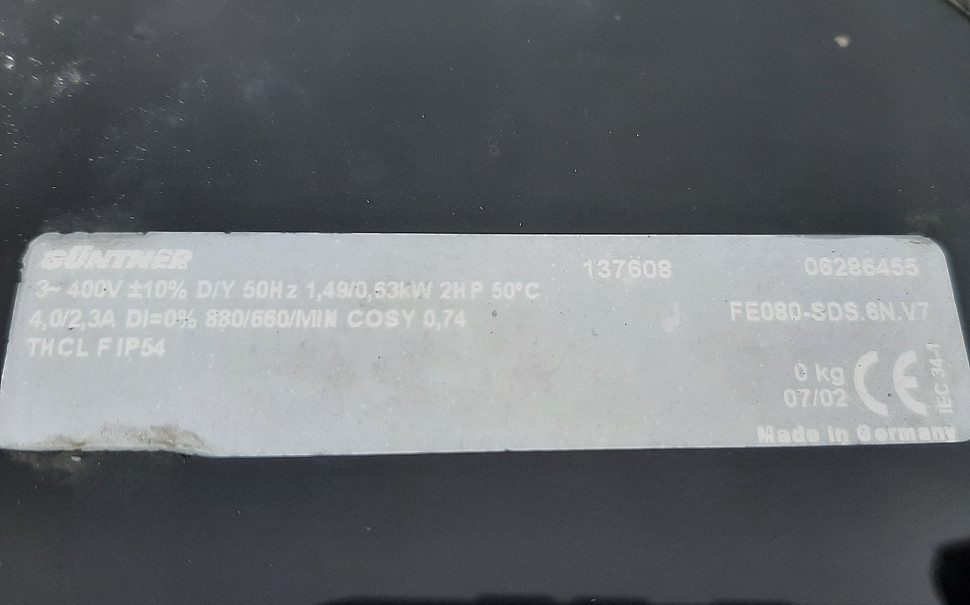 GÜNTNER
137608
06286455
3~ 400V ±10% D/Y 50Hz 1,49/0,53kW 2HP 50°C
4,0/2,3A DI=0% 880/660/MIN COSY 0,74
FE080-SDS.6N.V7
THCL F IP54
0 kg
07/02
CE
IEC 34-1
Made in Germany